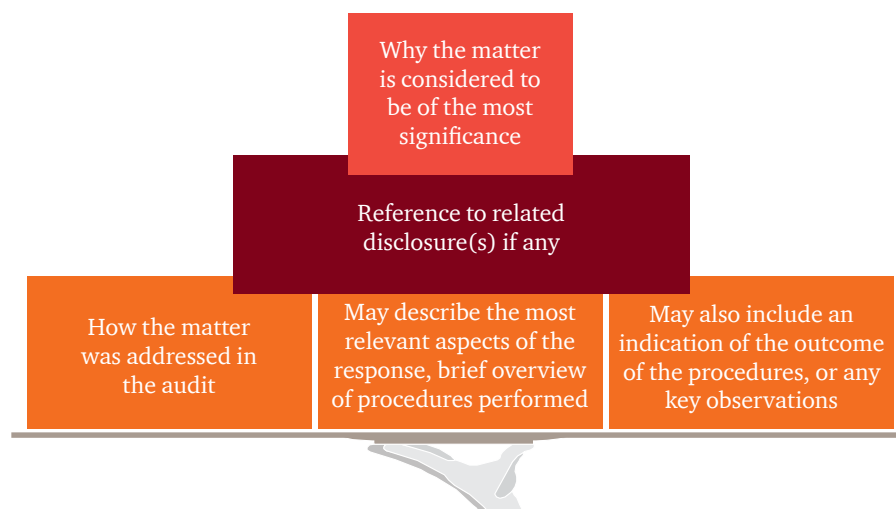 Why the matter
is considered to
be of the most
significance
Reference to related
disclosure(s) if any
How the matter
was addressed in
the audit
May describe the most
relevant aspects of the
response, brief overview
of procedures performed
May also include an
indication of the outcome
of the procedures, or any
key observations